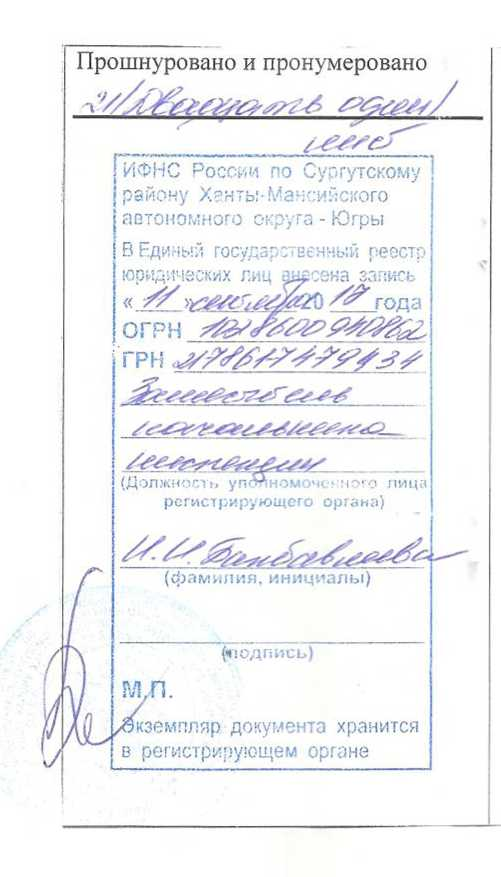 Прошнуровано и пронумеровано
21 (Двадцать один)
лист
ИФНС России по Сургутскому
району Ханты-Мансийского
автономного округа - Югры
В Единый государственный реестр
юридических лиц внесена запись
« 11 » сентября 20 17 года
ОГРН
ГРН 2178617479434
Заместитель
начальника
инспекции
(Должность уполномоченного лица
регистрирующего органа)
И.И.
(фамилия, инициалы)
(подпись)
М.П.
Экземпляр документа хранится
в регистрирующем органе